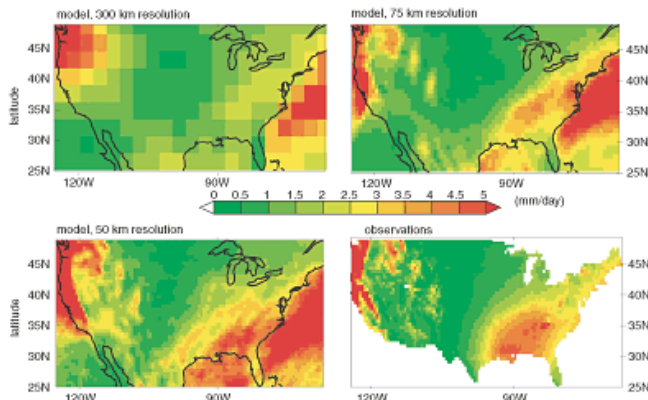 model, 300 km resolution
model, 75 km resolution
45N
40N
35N
30N
25N
latitude
120W
90W
45N
40N
35N
30N
25N
120W
90W
0 0.5 1 1.5 2 2.5 3 3.5 4 4.5 5
(mm/day)
model, 50 km resolution
observations
45N
40N
35N
30N
25N
latitude
120W
90W
45N
40N
35N
30N
25N
120W
90W